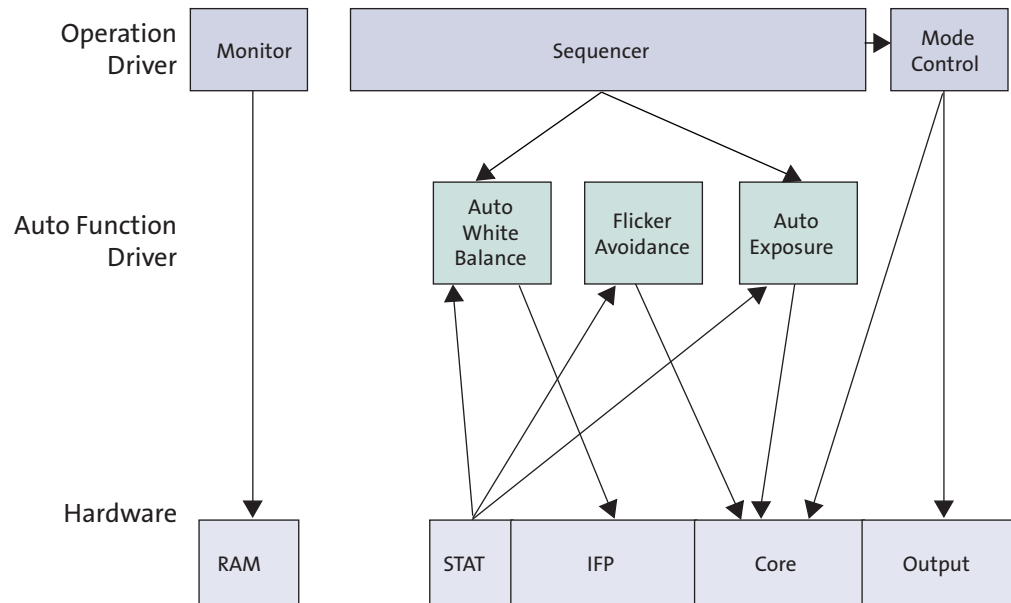 Operation
Driver
Monitor
Sequencer
Mode
Control
Auto Function
Driver
Auto
White
Balance
Flicker
Avoidance
Auto
Exposure
Hardware
RAM
STAT
IFP
Core
Output